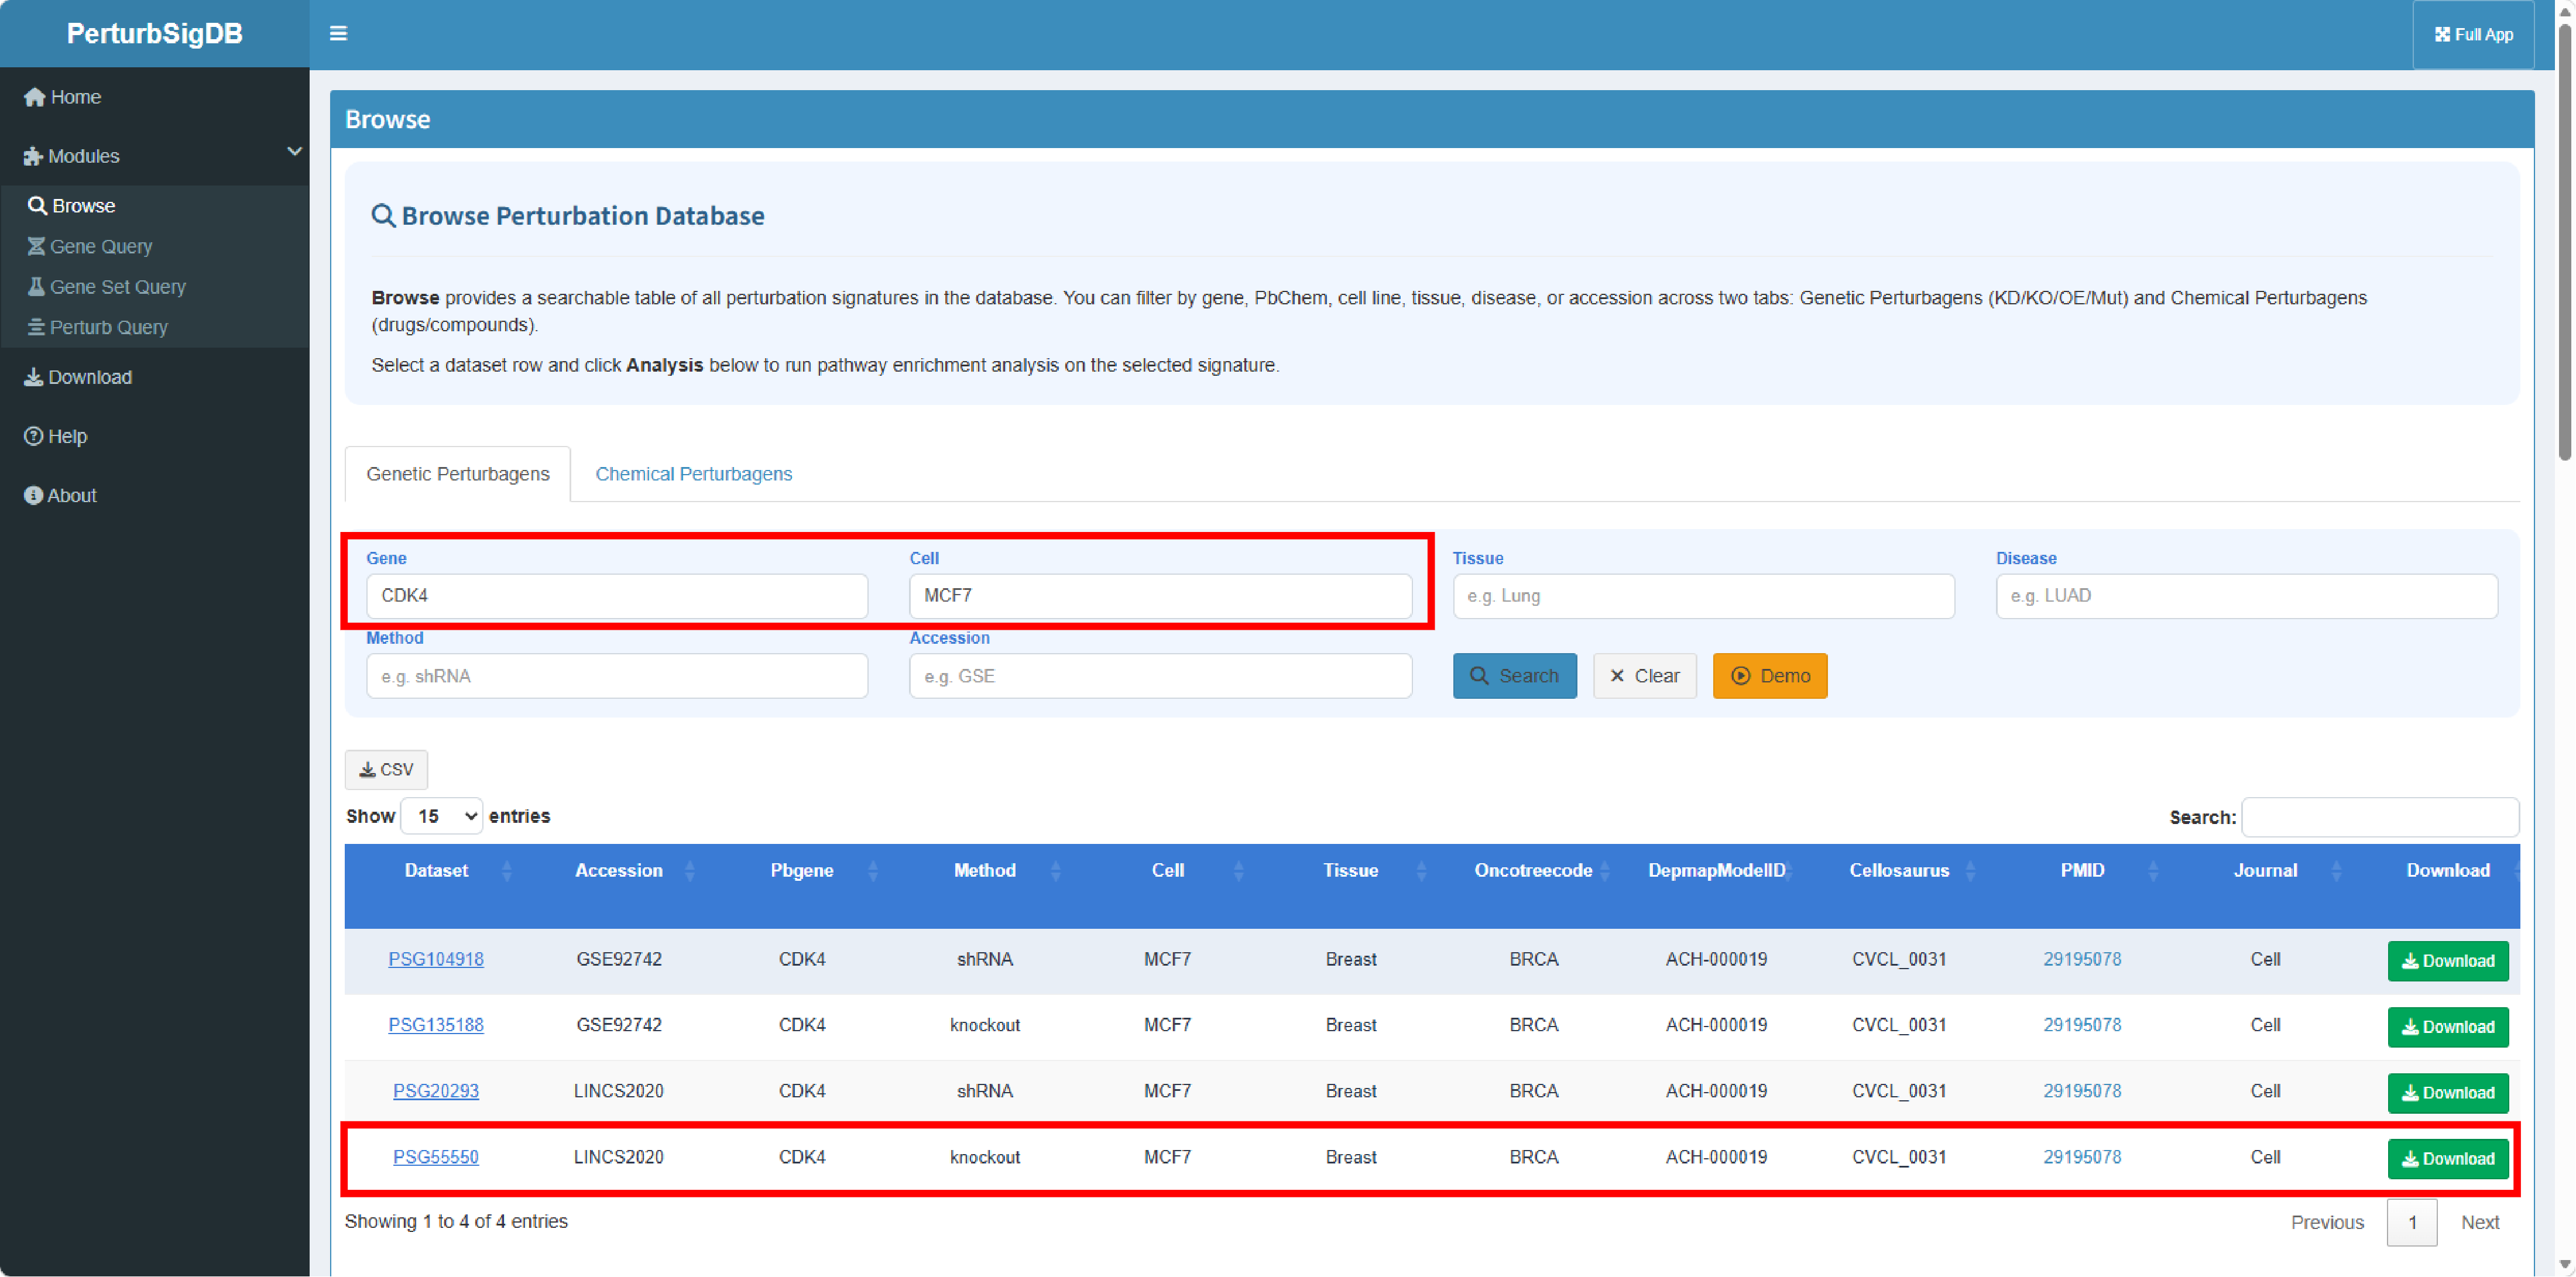 PerturbSigDB
Full App
Home
Modules
Browse
Gene Query
Gene Set Query
Perturb Query
Download
Help
About
Browse
Browse Perturbation Database
Browse provides a searchable table of all perturbation signatures in the database. You can filter by gene, PbChem, cell line, tissue, disease, or accession across two tabs: Genetic Perturbagens (KD/KO/OE/Mut) and Chemical Perturbagens
(drugs/compounds).
Select a dataset row and click Analysis below to run pathway enrichment analysis on the selected signature.
Genetic Perturbagens Chemical Perturbagens
Gene Cell Tissue Disease
CDK4 MCF7 e.g. Lung e.g. LUAD
Method Accession
e.g. shRNA e.g. GSE Search Clear Demo
CSV
Show 15 entries Search:
Dataset Accession Pbgene Method Cell Tissue Oncotreecode DepmapModelID Cellosaurus PMID Journal Download
PSG104918 GSE92742 CDK4 shRNA MCF7 Breast BRCA ACH-000019 CVCL_0031 29195078 Cell Download
PSG135188 GSE92742 CDK4 knockout MCF7 Breast BRCA ACH-000019 CVCL_0031 29195078 Cell Download
PSG20293 LINCS2020 CDK4 shRNA MCF7 Breast BRCA ACH-000019 CVCL_0031 29195078 Cell Download
PSG55550 LINCS2020 CDK4 knockout MCF7 Breast BRCA ACH-000019 CVCL_0031 29195078 Cell Download
Showing 1 to 4 of 4 entries Previous 1 Next